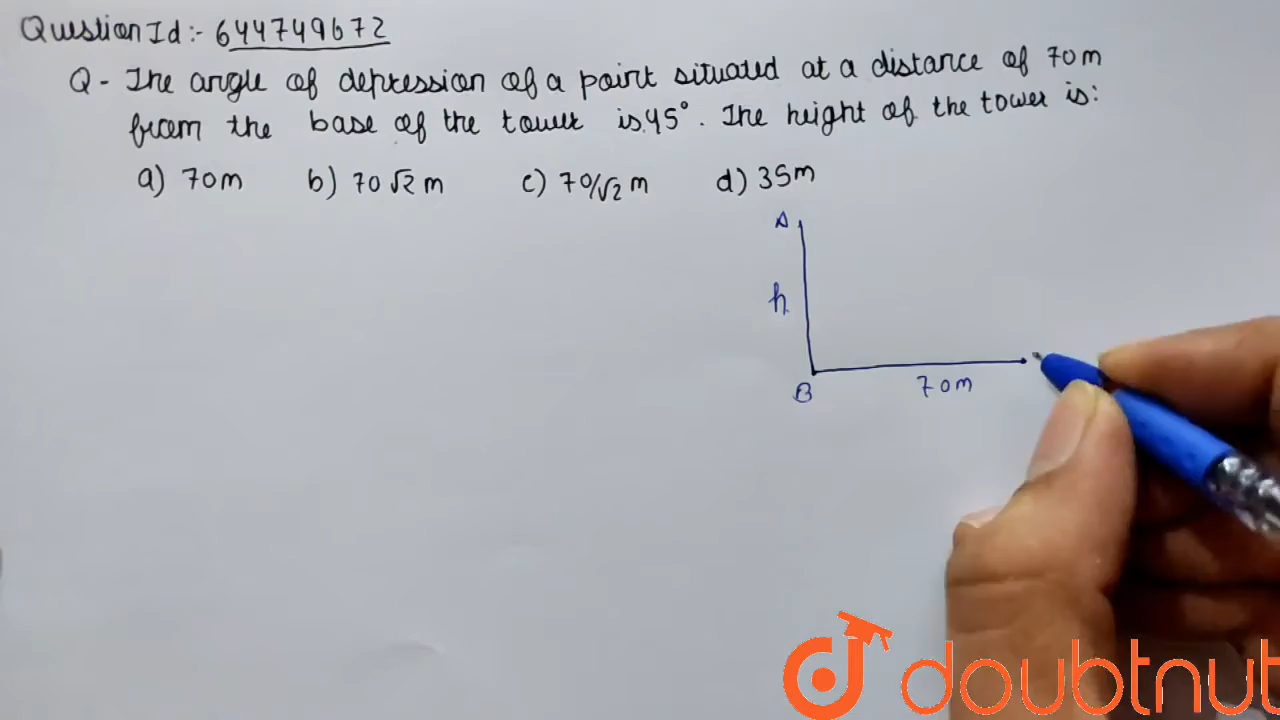 Question Id :- 644749672
Q - The angle of depression of a point situated at a distance of 70m
from the base of the tower is 45°. The height of the tower is:
a) 70m b) 70√2 m c) 70/√2 m d) 35m
A
h
B
70m
doubtnut